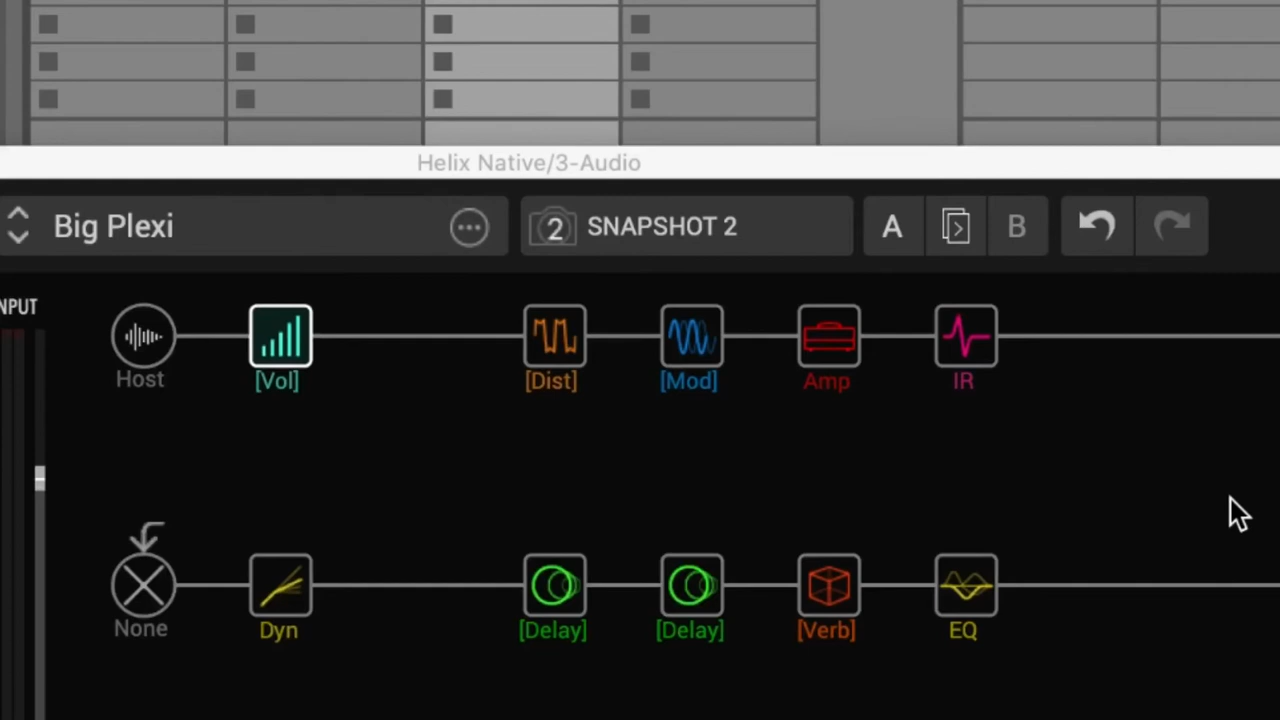 Helix Native/3-Audio
Big Plexi 2 SNAPSHOT 2 A B
NPUT
Host [Vol] [Dist] [Mod] Amp IR
None Dyn [Delay] [Delay] [Verb] EQ